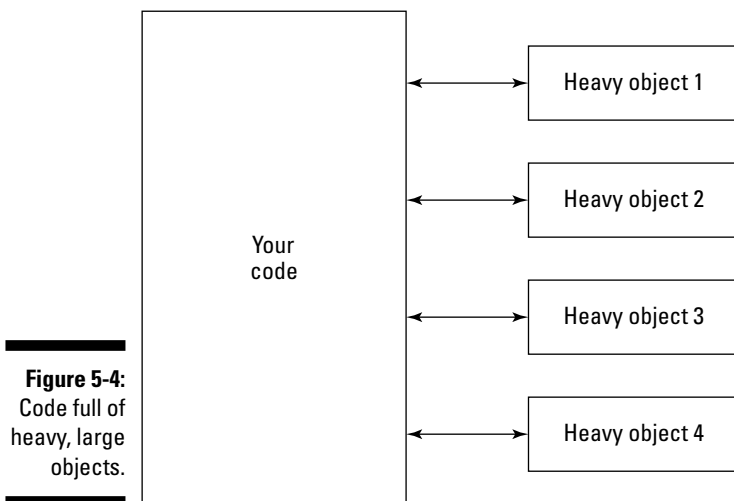 Heavy object 1
Heavy object 2
Your
code
Heavy object 3
Heavy object 4
Figure 5-4:
Code full of
heavy, large
objects.